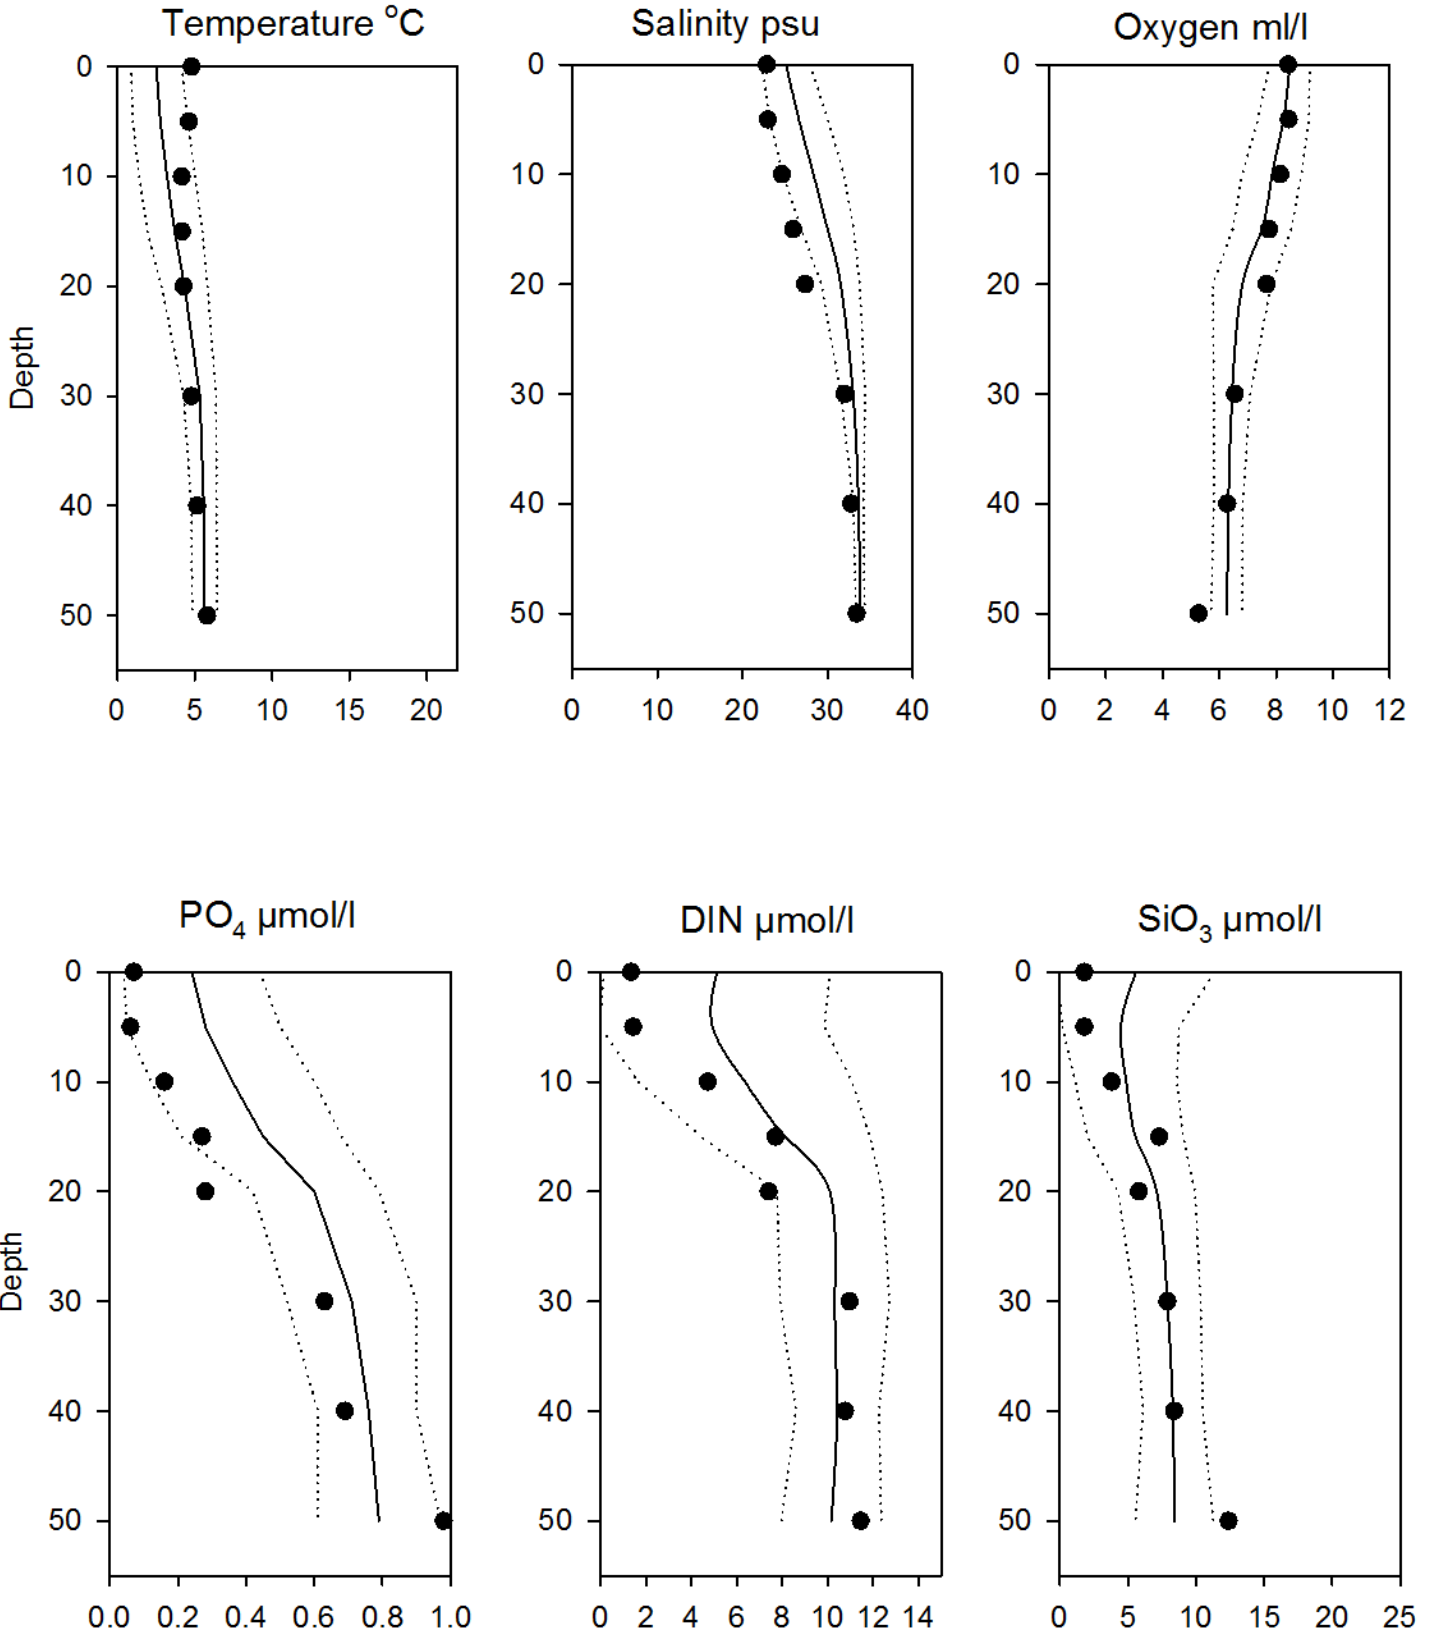 Temperature °C
Salinity psu
Oxygen ml/l
0
10
20
30
40
50
Depth
0 5 10 15 20
0
10
20
30
40
50
0 10 20 30 40
0
10
20
30
40
50
0 2 4 6 8 10 12
PO4 µmol/l
DIN µmol/l
SiO3 µmol/l
0
10
20
30
40
50
Depth
0.0 0.2 0.4 0.6 0.8 1.0
0
10
20
30
40
50
0 2 4 6 8 10 12 14
0
10
20
30
40
50
0 5 10 15 20 25